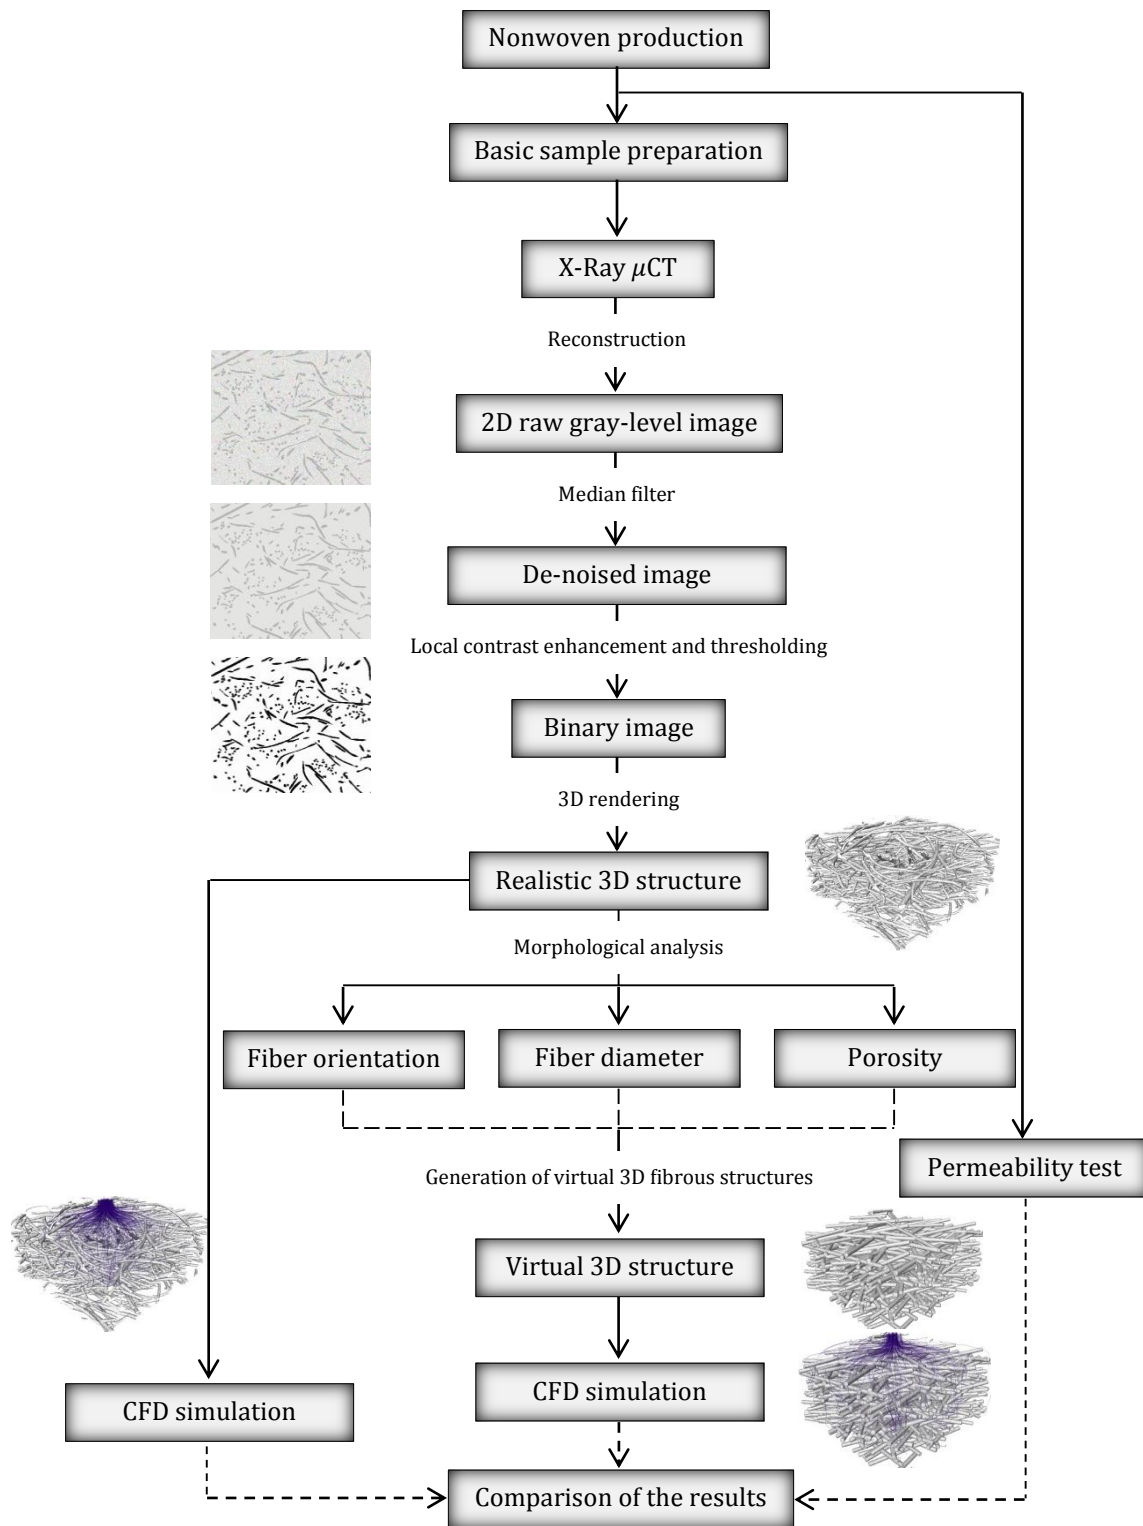 Nonwoven production
Basic sample preparation
X-Ray μCT
Reconstruction
2D raw gray-level image
Median filter
De-noised image
Local contrast enhancement and thresholding
Binary image
3D rendering
Realistic 3D structure
Morphological analysis
Fiber orientation
Fiber diameter
Porosity
Permeability test
Generation of virtual 3D fibrous structures
Virtual 3D structure
CFD simulation
CFD simulation
Comparison of the results